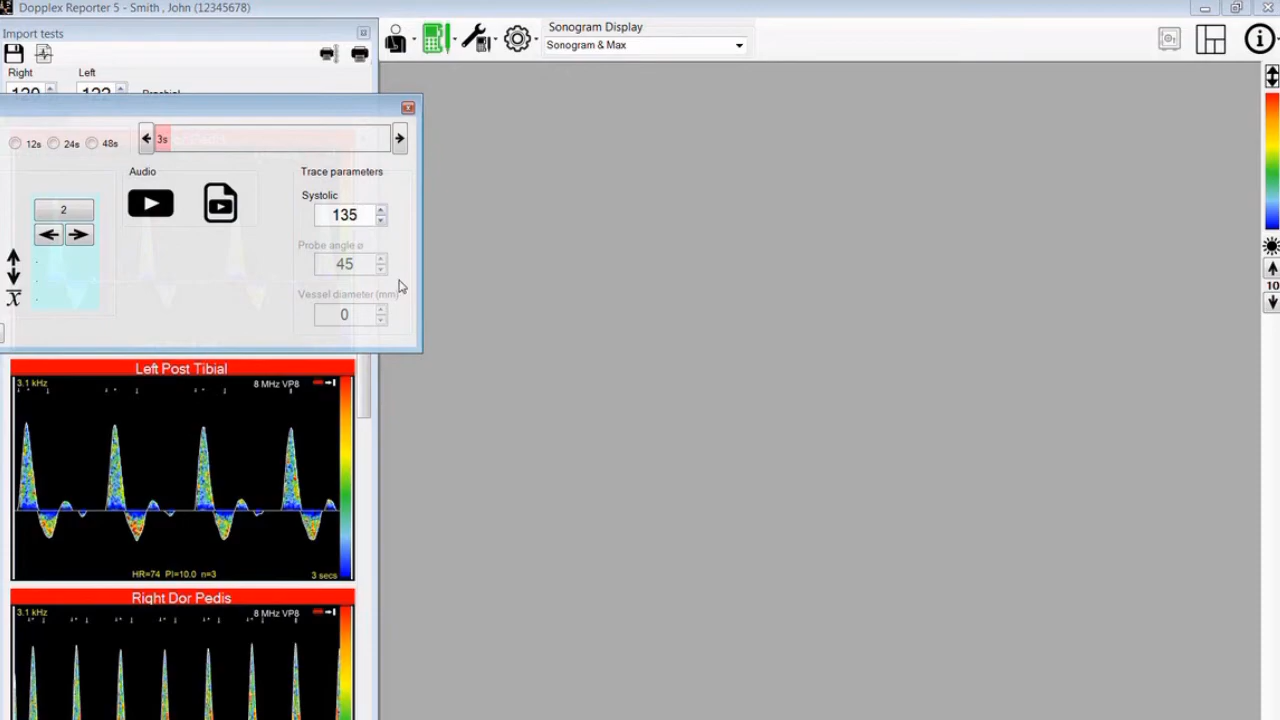 Dopplex Reporter 5 - Smith , John (12345678)
Import tests
Sonogram Display
Sonogram & Max
Right
Left
120
122
Brachial
12s
24s
48s
3s
Audio
Trace parameters
Systolic
135
2
Probe angle ø
45
Vessel diameter (mm)
0
10
Left Post Tibial
3.1 kHz
8 MHz VP8
HR=74 PI=10.0 n=3
3 secs
Right Dor Pedis
3.1 kHz
8 MHz VP8